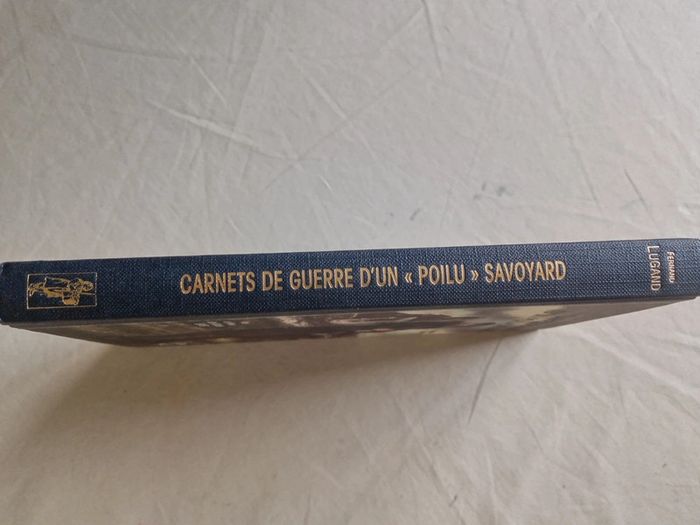 CARNETS DE GUERRE D'UN « POILU » SAVOYARD
FERNAND
LUGAND